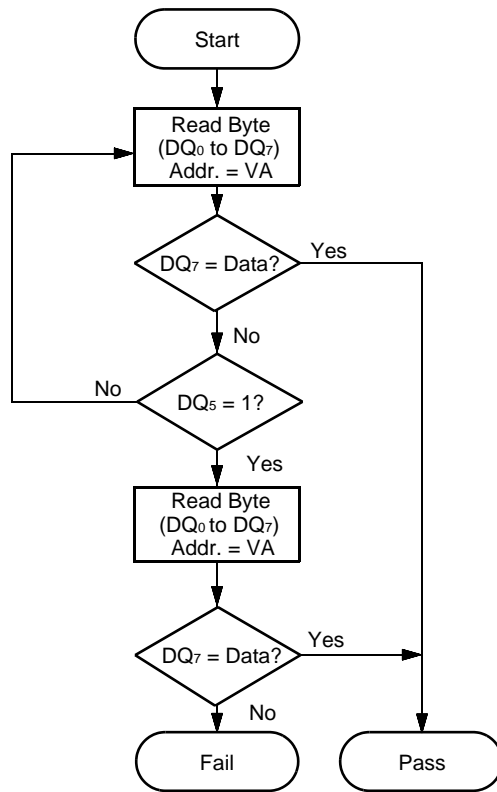 Start
Read Byte
(DQ0 to DQ7)
Addr. = VA
DQ7 = Data?
Yes
No
No
DQ5 = 1?
Yes
Read Byte
(DQ0 to DQ7)
Addr. = VA
DQ7 = Data?
Yes
No
Fail
Pass